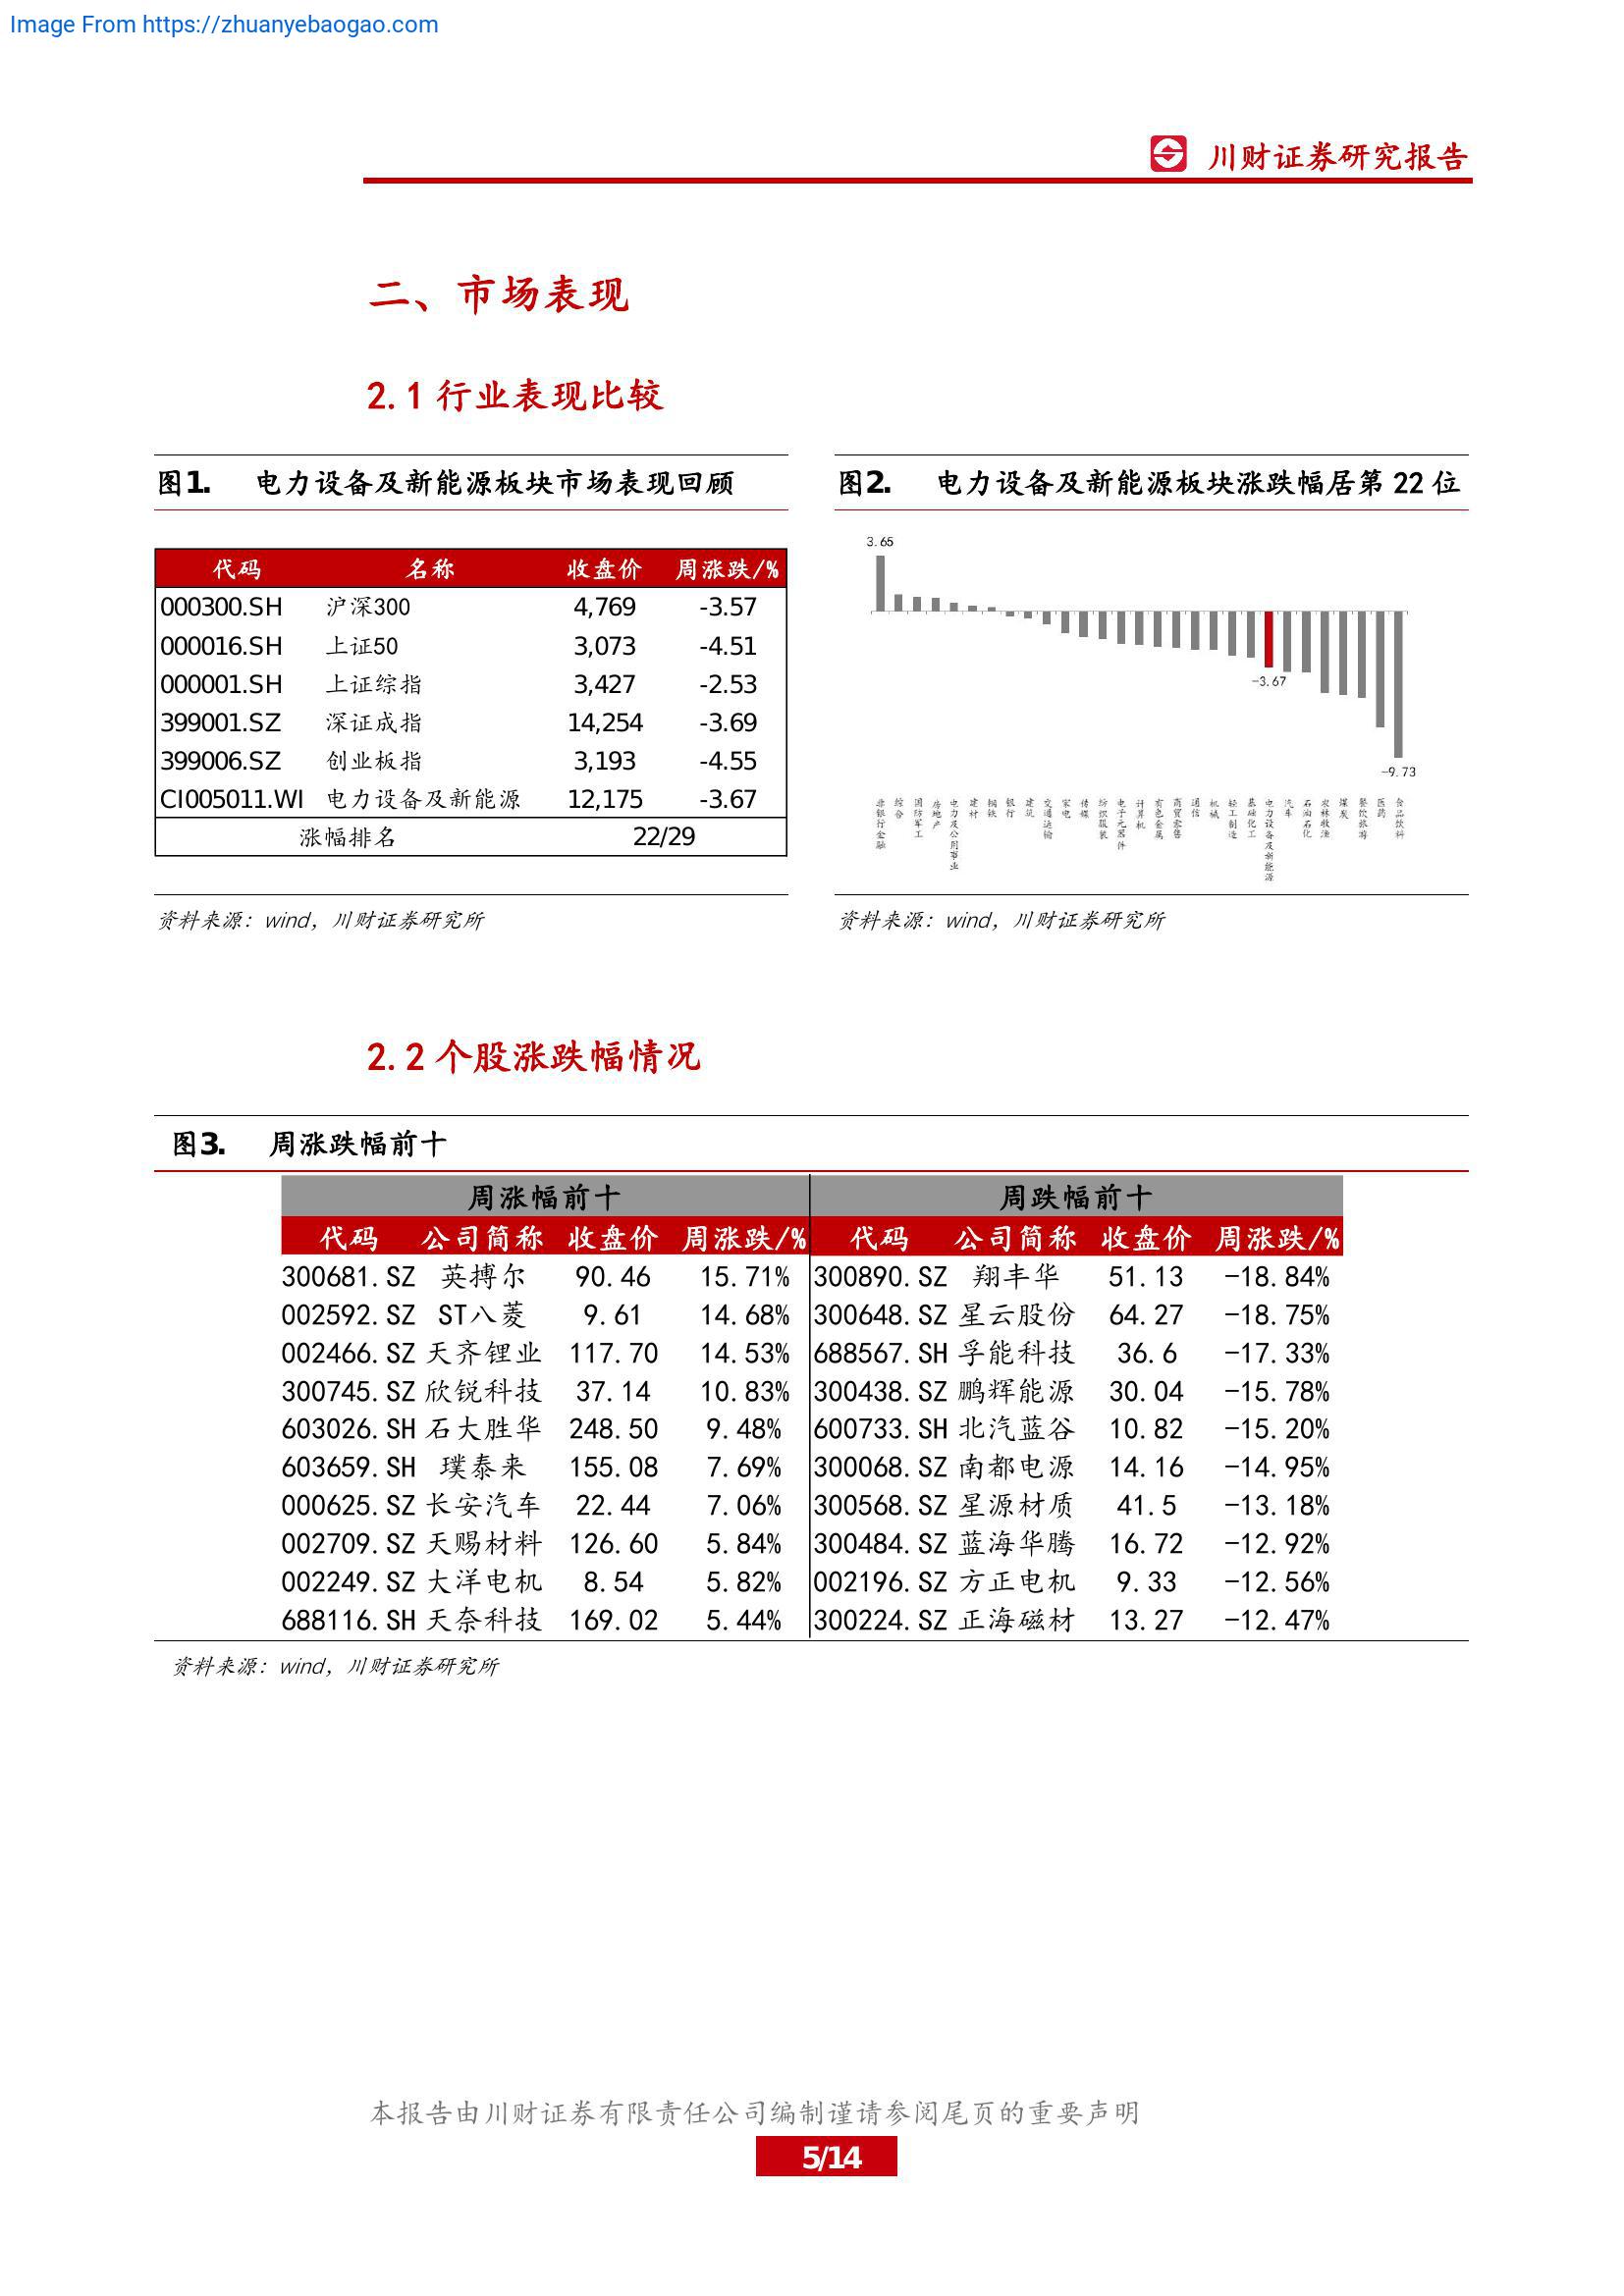 Image From https://zhuanyebaogao.com
川财证券研究报告
二、市场表现
2.1 行业表现比较
图1. 电力设备及新能源板块市场表现回顾
代码 名称 收盘价 周涨跌/%
000300.SH 沪深300 4,769 -3.57
000016.SH 上证50 3,073 -4.51
000001.SH 上证综指 3,427 -2.53
399001.SZ 深证成指 14,254 -3.69
399006.SZ 创业板指 3,193 -4.55
CI005011.WI 电力设备及新能源 12,175 -3.67
涨幅排名 22/29
资料来源：wind，川财证券研究所
图2. 电力设备及新能源板块涨跌幅居第 22 位
3.65
-3.67
-9.73
非银行金融
综合
国防军工
房地产
电力及公用事业
建材
钢铁
银行
建筑
交通运输
家电
传媒
纺织服装
电子元器件
计算机
有色金属
商贸零售
通信
机械
轻工制造
基础化工
电力设备及新能源
汽车
石油石化
农林牧渔
煤炭
餐饮旅游
医药
食品饮料
资料来源：wind，川财证券研究所
2.2 个股涨跌幅情况
图3. 周涨跌幅前十
周涨幅前十 周跌幅前十
代码 公司简称 收盘价 周涨跌/% 代码 公司简称 收盘价 周涨跌/%
300681.SZ 英搏尔 90.46 15.71% 300890.SZ 翔丰华 51.13 -18.84%
002592.SZ ST八菱 9.61 14.68% 300648.SZ 星云股份 64.27 -18.75%
002466.SZ 天齐锂业 117.70 14.53% 688567.SH 孚能科技 36.6 -17.33%
300745.SZ 欣锐科技 37.14 10.83% 300438.SZ 鹏辉能源 30.04 -15.78%
603026.SH 石大胜华 248.50 9.48% 600733.SH 北汽蓝谷 10.82 -15.20%
603659.SH 璞泰来 155.08 7.69% 300068.SZ 南都电源 14.16 -14.95%
000625.SZ 长安汽车 22.44 7.06% 300568.SZ 星源材质 41.5 -13.18%
002709.SZ 天赐材料 126.60 5.84% 300484.SZ 蓝海华腾 16.72 -12.92%
002249.SZ 大洋电机 8.54 5.82% 002196.SZ 方正电机 9.33 -12.56%
688116.SH 天奈科技 169.02 5.44% 300224.SZ 正海磁材 13.27 -12.47%
资料来源：wind，川财证券研究所
本报告由川财证券有限责任公司编制谨请参阅尾页的重要声明
5/14